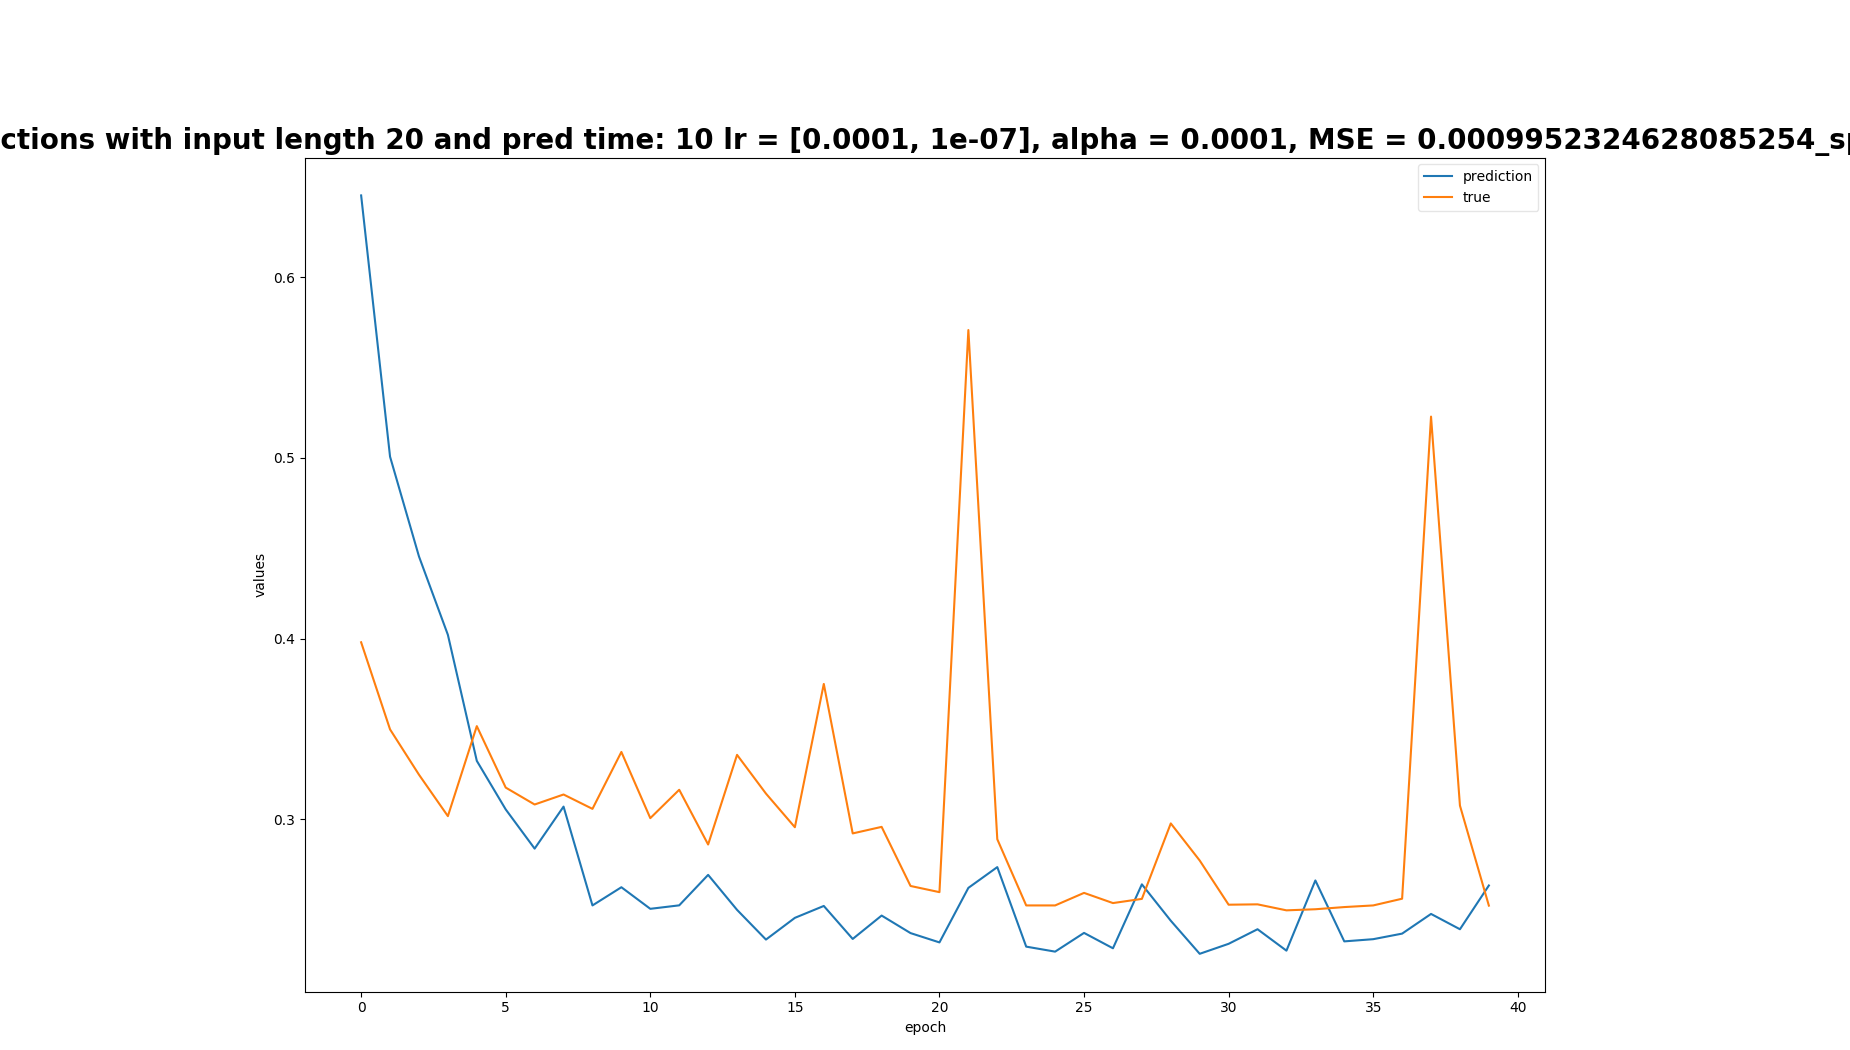 ctions with input length 20 and pred time: 10 lr = [0.0001, 1e-07], alpha = 0.0001, MSE = 0.0009952324628085254_sp
prediction
true
0.6
0.5
0.4
0.3
values
0 5 10 15 20 25 30 35 40
epoch